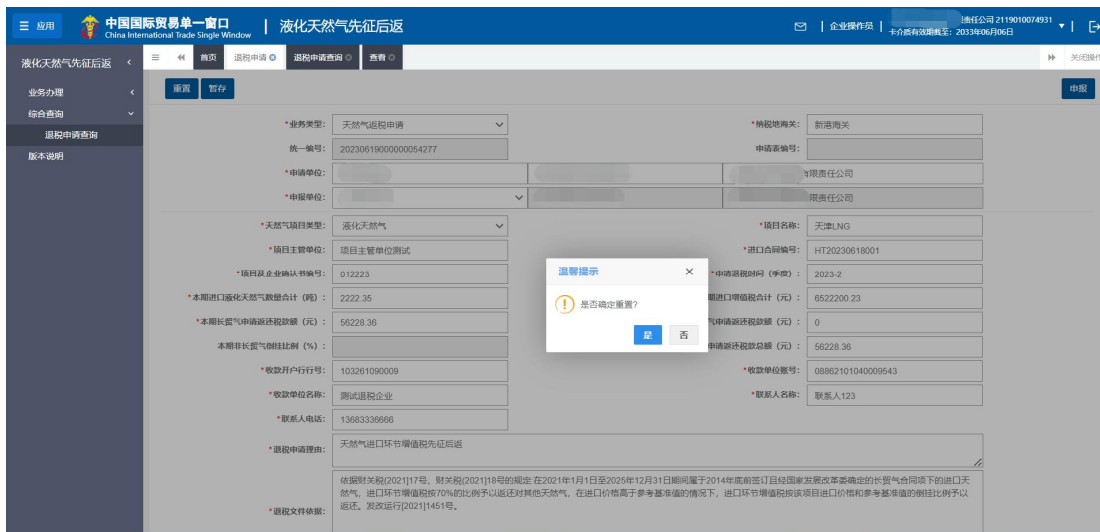 应用
中国国际贸易单一窗口
China International Trade Single Window
液化天然气先征后返
企业操作员
责任公司 2119010074931
卡介质有效期截至：2033年06月06日
液化天然气先征后返
首页
退税申请
退税申请查询
查看
关闭操作
业务办理
综合查询
退税申请查询
版本说明
重置
暂存
申报
*业务类型： 天然气返税申请
*纳税地海关： 新港海关
统一编号： 20230619000000054277
申请表编号：
*申请单位： 有限责任公司
*申报单位： 限责任公司
*天然气项目类型： 液化天然气
*项目名称： 天津LNG
*项目主管单位： 项目主管单位测试
*进口合同编号： HT20230618001
*项目及企业确认书编号： 012223
*申请退税时间（季度）： 2023-2
*本期进口液化天然气数量合计（吨）： 2222.35
期进口增值税合计（元）： 6522200.23
*本期长贸气申请返还税款额（元）： 56228.36
气申请返还税款额（元）： 0
本期非长贸气倒挂比例（%）：
申请返还税款总额（元）： 56228.36
*收款开户行行号： 103261090009
*收款单位账号： 08862101040009543
*收款单位名称： 测试退税企业
*联系人名称： 联系人123
*联系人电话： 13683336666
*退税申请理由： 天然气进口环节增值税先征后返
*退税文件依据：
依据财关税(2021]17号、财关税(2021]18号的规定:在2021年1月1日至2025年12月31日期间属于2014年底前签订且经国家发展改革委确定的长贸气合同项下的进口天
然气，进口环节增值税按70%的比例予以返还对其他天然气，在进口价格高于参考基准值的情况下，进口环节增值税按该项目进口价格和参考基准值的倒挂比例予以
返还。发改运行[2021]1451号。
温馨提示
是否确定重置?
是
否